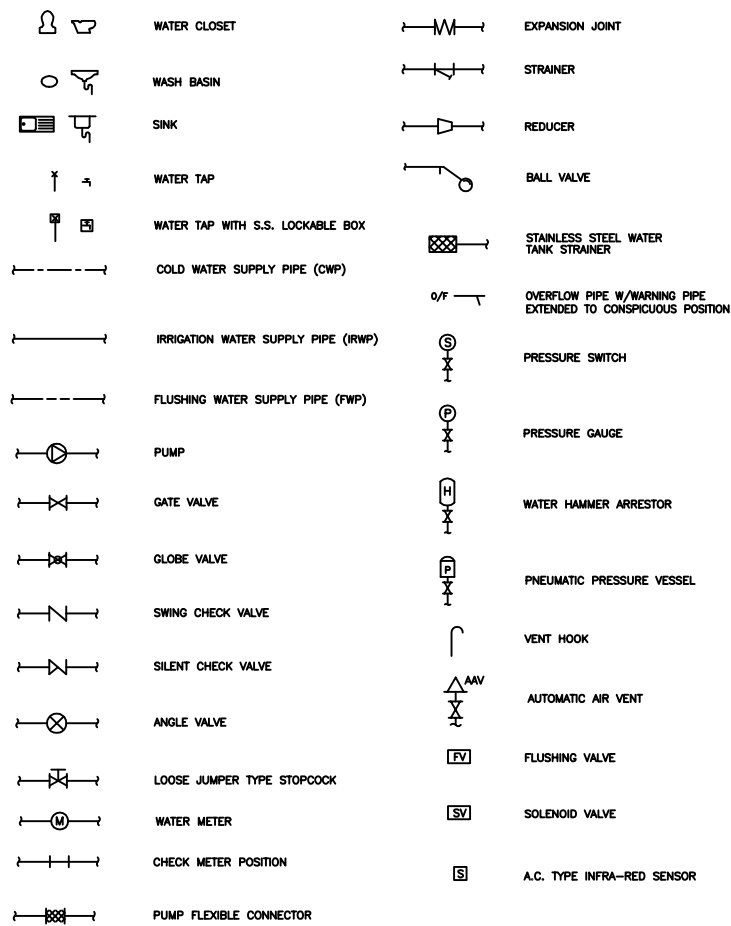 WATER CLOSET
WASH BASIN
SINK
WATER TAP
WATER TAP WITH S.S. LOCKABLE BOX
COLD WATER SUPPLY PIPE (CWP)
IRRIGATION WATER SUPPLY PIPE (IRWP)
FLUSHING WATER SUPPLY PIPE (FWP)
PUMP
GATE VALVE
GLOBE VALVE
SWING CHECK VALVE
SILENT CHECK VALVE
ANGLE VALVE
LOOSE JUMPER TYPE STOPCOCK
M WATER METER
CHECK METER POSITION
PUMP FLEXIBLE CONNECTOR
EXPANSION JOINT
STRAINER
REDUCER
BALL VALVE
STAINLESS STEEL WATER
TANK STRAINER
O/F OVERFLOW PIPE W/WARNING PIPE
EXTENDED TO CONSPICUOUS POSITION
S PRESSURE SWITCH
P PRESSURE GAUGE
H WATER HAMMER ARRESTOR
P PNEUMATIC PRESSURE VESSEL
VENT HOOK
AAV AUTOMATIC AIR VENT
FV FLUSHING VALVE
SV SOLENOID VALVE
S A.C. TYPE INFRA-RED SENSOR